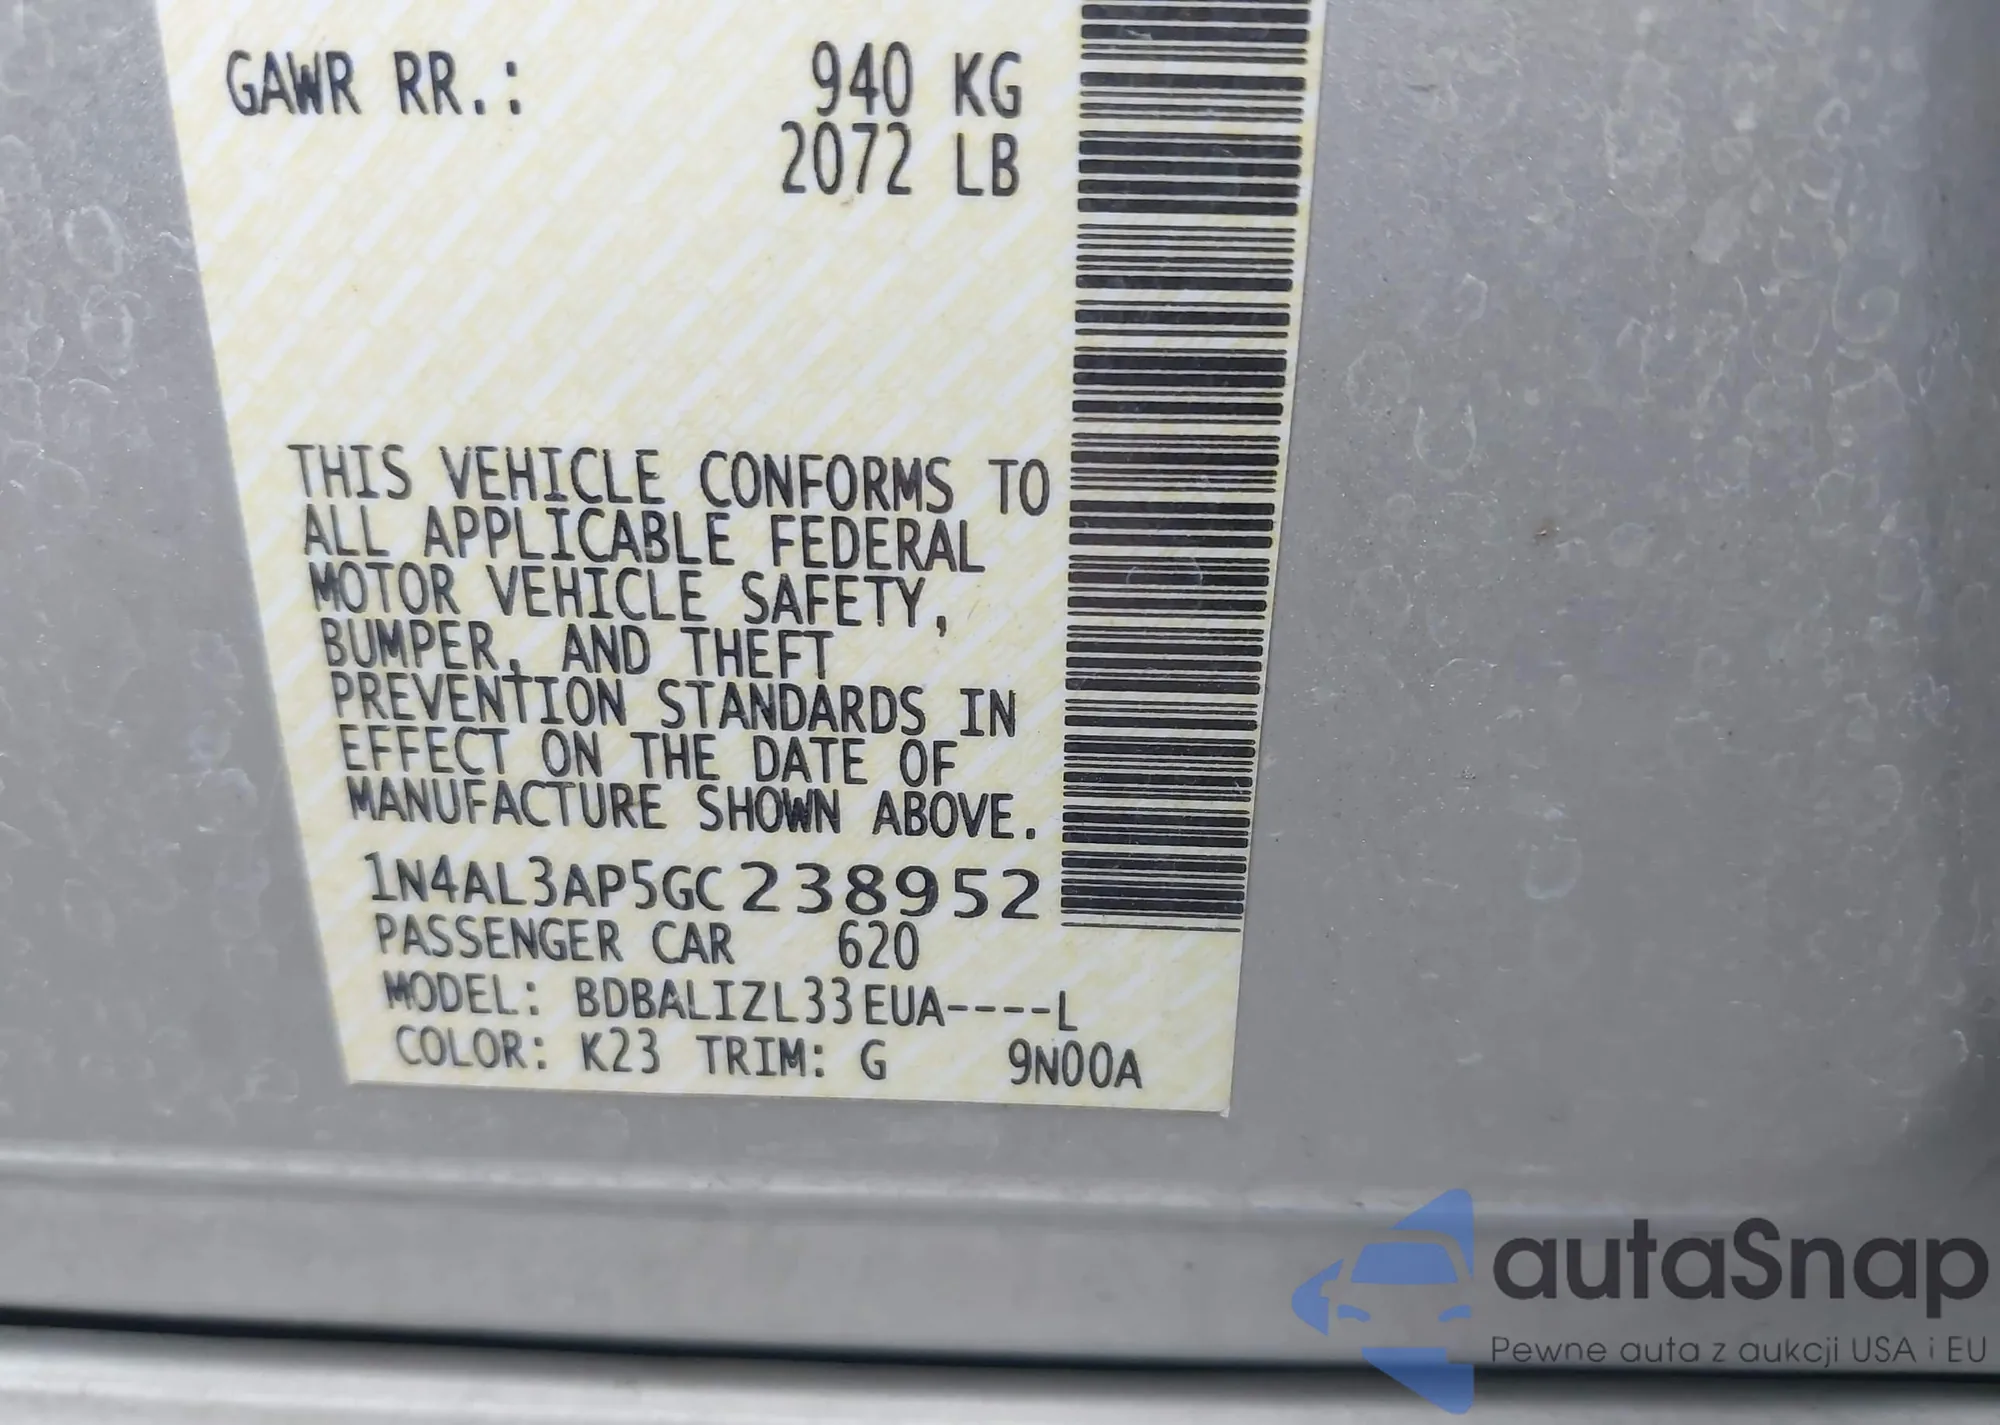 GAWR RR.: 940 KG
2072 LB
THIS VEHICLE CONFORMS TO
ALL APPLICABLE FEDERAL
MOTOR VEHICLE SAFETY,
BUMPER, AND THEFT
PREVENTION STANDARDS IN
EFFECT ON THE DATE OF
MANUFACTURE SHOWN ABOVE.
1N4AL3AP5GC238952
PASSENGER CAR 620
MODEL: BDBALIZL33EUA----L
COLOR: K23 TRIM: G 9N00A
autaSnap
Pewne auta z aukcji USA i EU